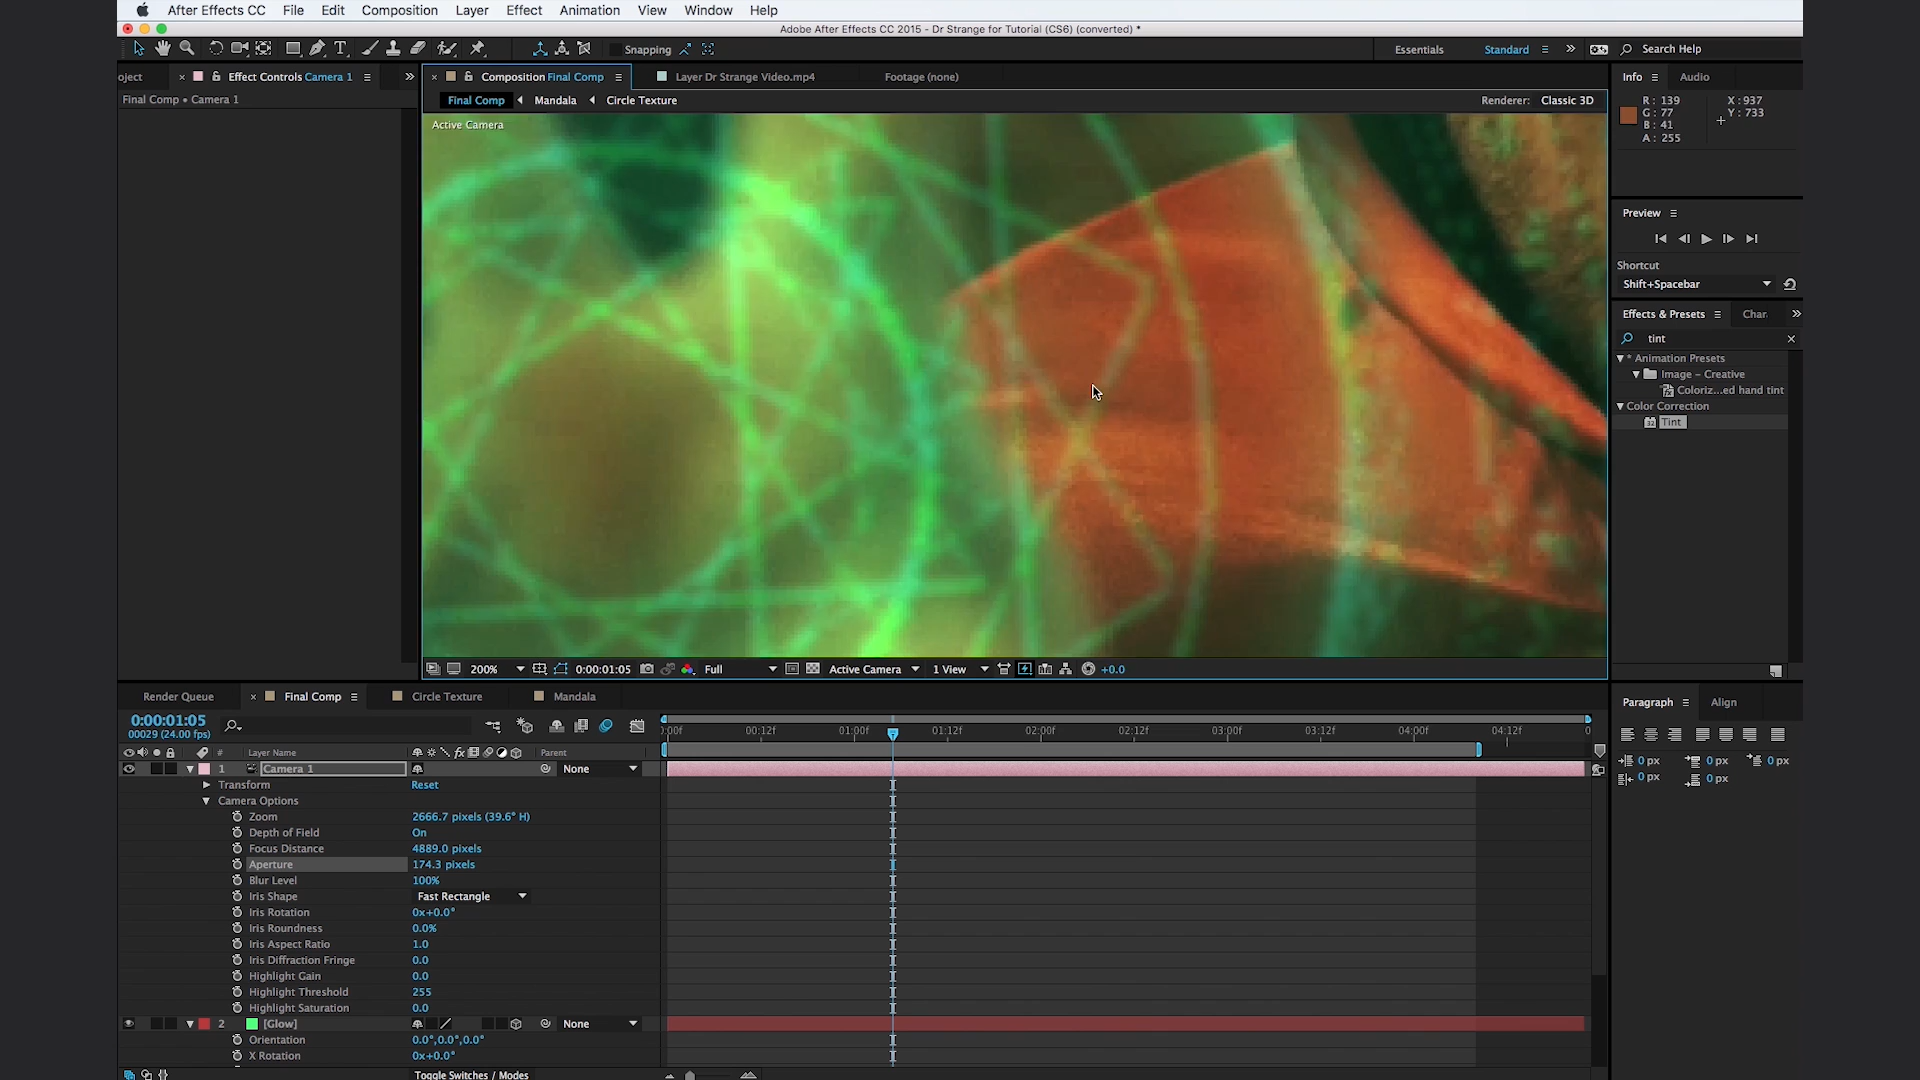 After Effects CC File Edit Composition Layer Effect Animation View Window Help
Adobe After Effects CC 2015 - Dr Strange for Tutorial (CS6) (converted) *
Snapping Essentials Standard Search Help
oject Effect Controls Camera 1 Composition Final Comp Layer Dr Strange Video.mp4 Footage (none) Info Audio
Final Comp • Camera 1
Final Comp Mandala Circle Texture Renderer: Classic 3D
Active Camera
R: 139 X: 937
G: 77 Y: 733
B: 41
A: 255
Preview
Shortcut
Shift+Spacebar
Effects & Presets Char
tint
* Animation Presets
Image – Creative
Coloriz...ed hand tint
Color Correction
32 Tint
200% 0:00:01:05 Full Active Camera 1 View +0.0
Render Queue Final Comp Circle Texture Mandala
Paragraph Align
0:00:01:05
00029 (24.00 fps)
:00f 00:12f 01:00f 01:12f 02:00f 02:12f 03:00f 03:12f 04:00f 04:12f 0
# Layer Name fx Parent
1 Camera 1 None
Transform Reset
Camera Options
Zoom 2666.7 pixels (39.6° H)
Depth of Field On
Focus Distance 4889.0 pixels
Aperture 174.3 pixels
Blur Level 100%
Iris Shape Fast Rectangle
Iris Rotation 0x+0.0°
Iris Roundness 0.0%
Iris Aspect Ratio 1.0
Iris Diffraction Fringe 0.0
Highlight Gain 0.0
Highlight Threshold 255
Highlight Saturation 0.0
2 [Glow] None
Orientation 0.0°,0.0°,0.0°
X Rotation 0x+0.0°
Toggle Switches / Modes
0 px 0 px 0 px
0 px 0 px